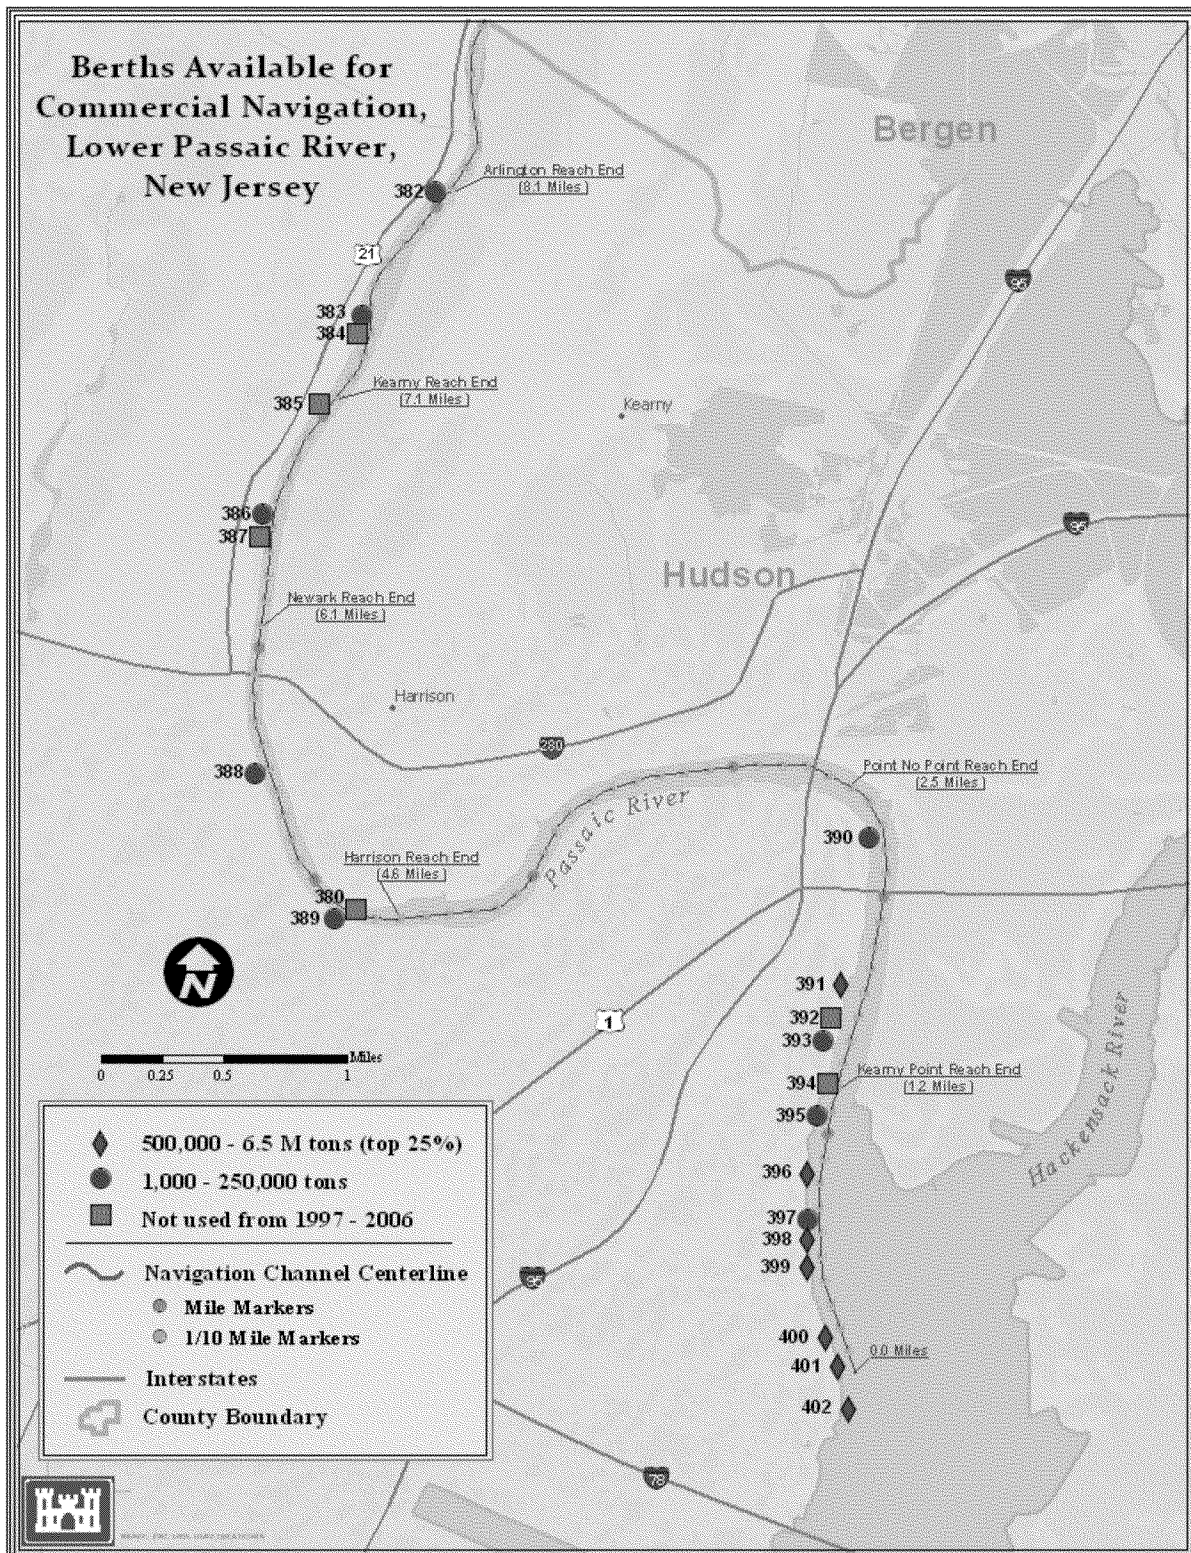 Berths Available for
Commercial Navigation,
Lower Passaic River,
New Jersey
Bergen
Arlington Reach End
(8.1 Miles)
382
21
95
383
384
Kearny Reach End
(7.1 Miles)
385
Kearny
386
387
95
Hudson
Newark Reach End
(6.1 Miles)
Harrison
280
388
Point No Point Reach End
(2.5 Miles)
Passaic River
390
Harrison Reach End
(4.6 Miles)
380
389
N
391
392
393
1
Hackensack River
Miles
0 0.25 0.5 1
394
Kearny Point Reach End
(1.2 Miles)
395
396
397
398
399
95
400
401
0.0 Miles
402
78
500,000 - 6.5 M tons (top 25%)
1,000 - 250,000 tons
Not used from 1997 - 2006
Navigation Channel Centerline
Mile Markers
1/10 Mile Markers
Interstates
County Boundary